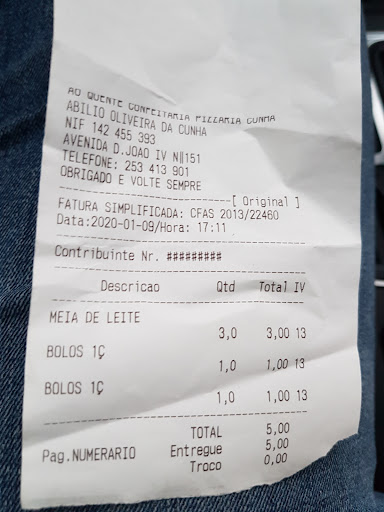 AO QUENTE CONFEITARIA PIZZARIA CUNHA
ABILIO OLIVEIRA DA CUNHA
NIF 142 455 393
AVENIDA D.JOAO IV Nº151
TELEFONE: 253 413 901
OBRIGADO E VOLTE SEMPRE
[ Original ]
FATURA SIMPLIFICADA: CFAS 2013/22460
Data:2020-01-09/Hora: 17:11
Contribuinte Nr. #########
Descricao Qtd Total IV
MEIA DE LEITE
3,0 3,00 13
BOLOS 1Ç
1,0 1,00 13
BOLOS 1Ç
1,0 1,00 13
TOTAL 5,00
Pag.NUMERARIO Entregue 5,00
Troco 0,00